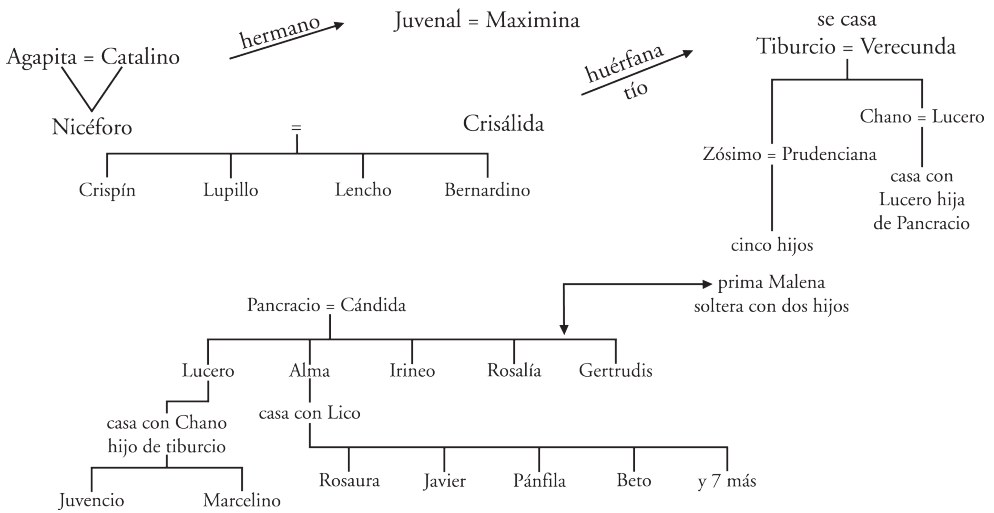 Juvenal = Maximina
hermano
Agapita = Catalino
Nicéforo
=
Crisálida
Crispín
Lupillo
Lencho
Bernardino
huérfana
tío
se casa
Tiburcio = Verecunda
Chano = Lucero
Zósimo = Prudenciana
casa con
Lucero hija
de Pancracio
cinco hijos
prima Malena
soltera con dos hijos
Pancracio = Cándida
Lucero
Alma
Irineo
Rosalía
Gertrudis
casa con Chano
hijo de tiburcio
casa con Lico
Juvencio
Marcelino
Rosaura
Javier
Pánfila
Beto
y 7 más